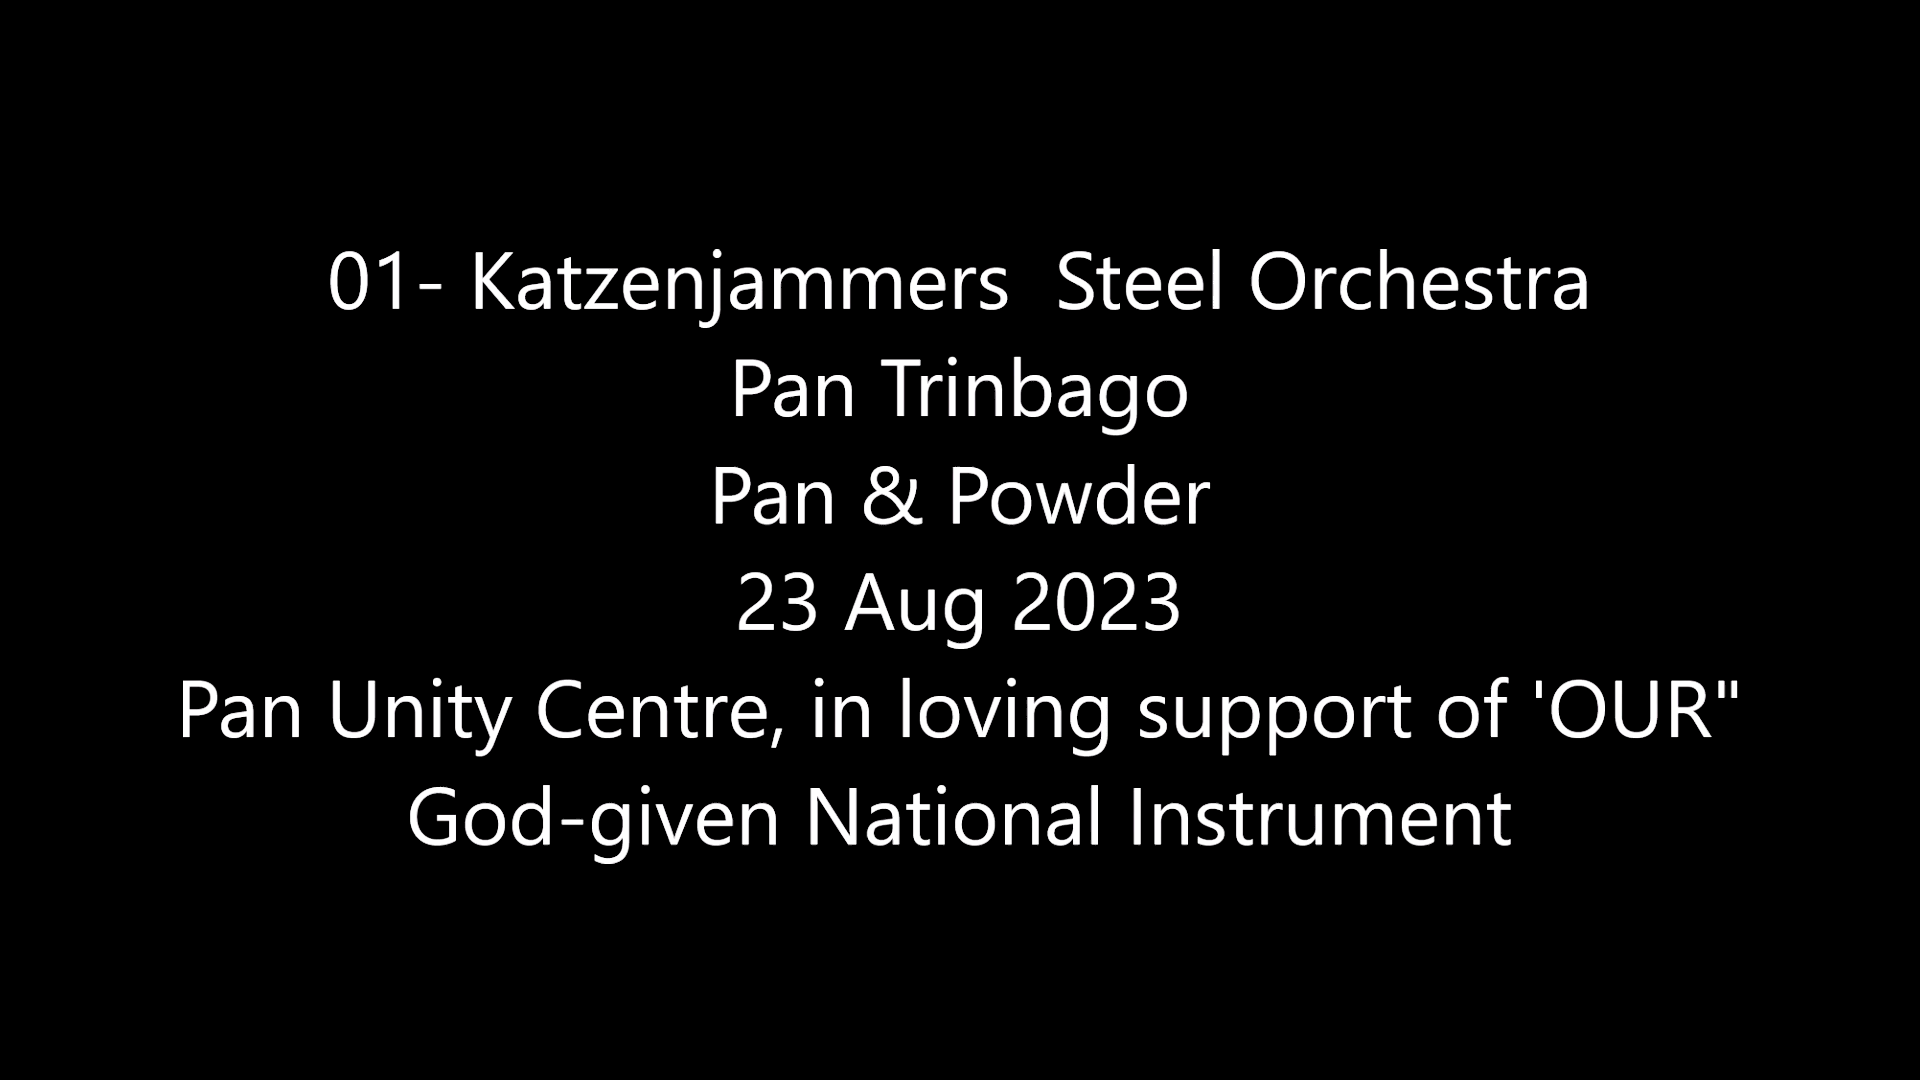 01- Katzenjammers  Steel Orchestra
Pan Trinbago
Pan & Powder
23 Aug 2023
Pan Unity Centre, in loving support of 'OUR"
God-given National Instrument